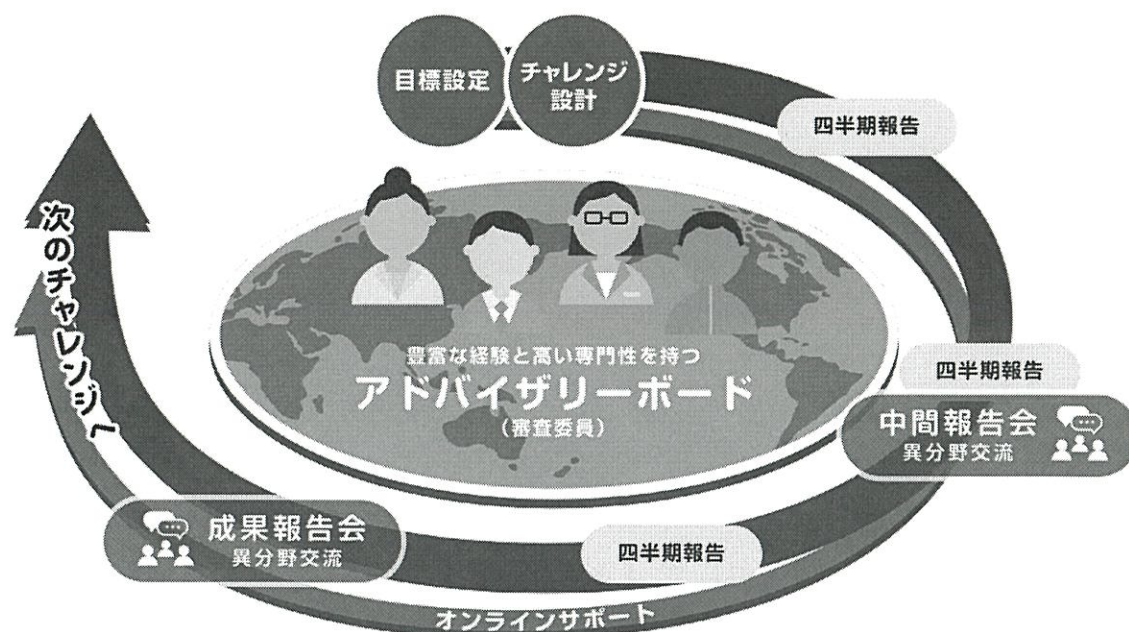 目標設定
チャレンジ
設計
四半期報告
豊富な経験と高い専門性を持つ
アドバイザリーボード
（審査委員）
四半期報告
中間報告会
異分野交流
四半期報告
成果報告会
異分野交流
オンラインサポート
次のチャレンジへ